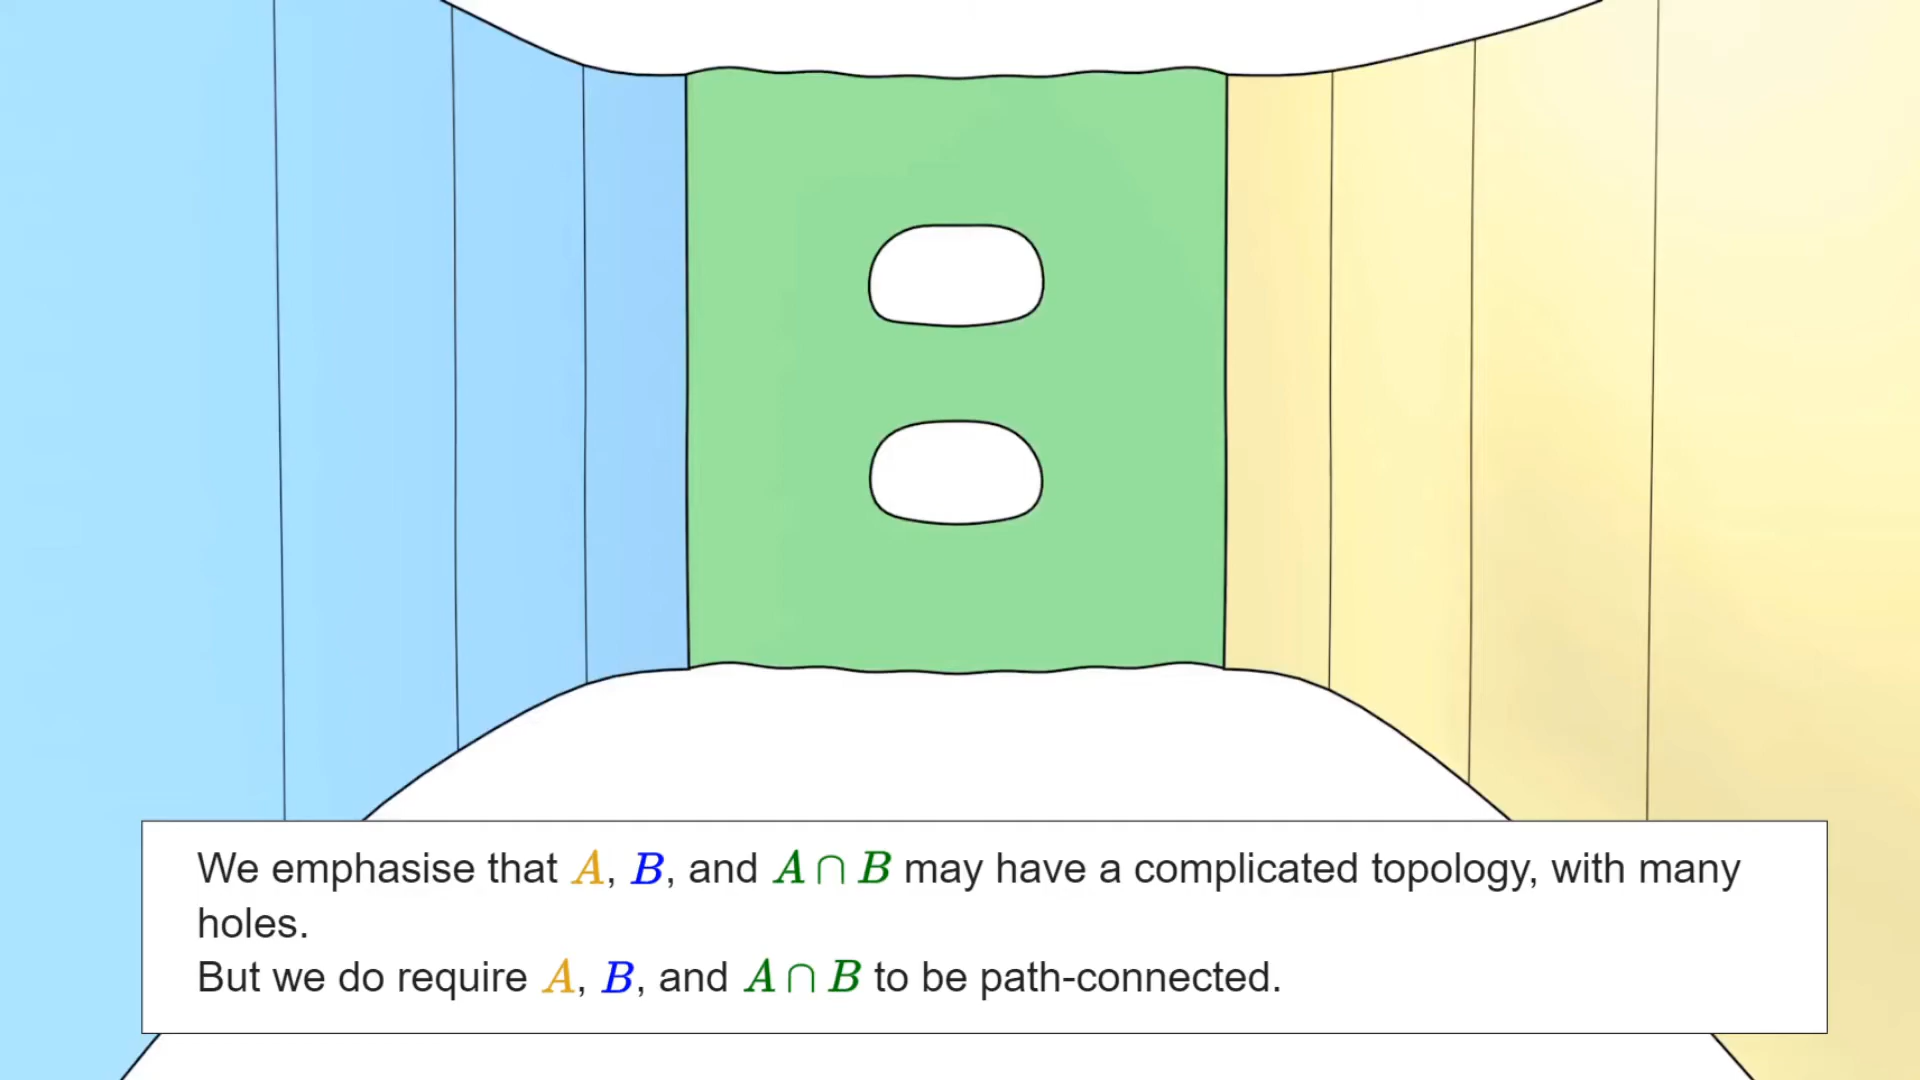 We emphasise that A, B, and A ∩ B may have a complicated topology, with many
holes.
But we do require A, B, and A ∩ B to be path-connected.